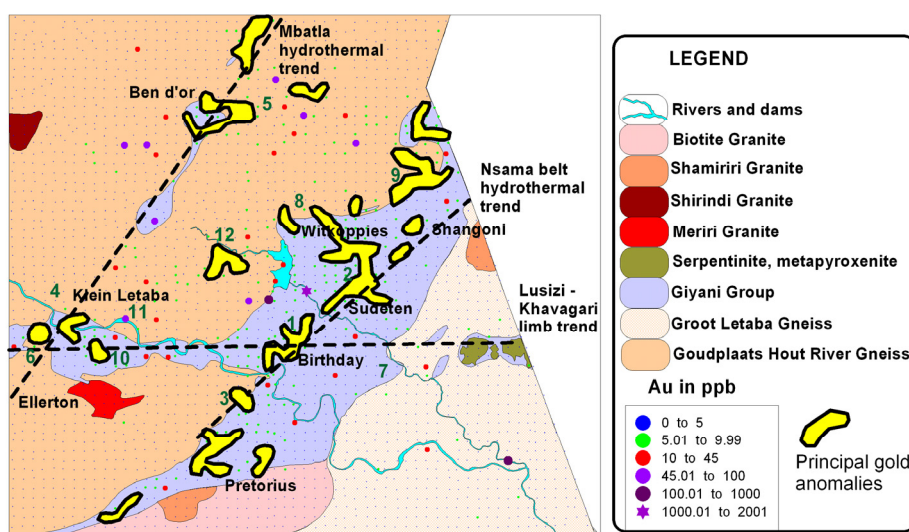 Mbatla
hydrothermal
trend
Ben d'or
5
Nsama belt
hydrothermal
trend
9
8
Witkoppies
Shangoni
12
2
Klein Letaba
4
Sudeten
Lusizi -
Khavagari
limb trend
11
1
6
10
Birthday
7
Ellerton
3
Pretorius
LEGEND
Rivers and dams
Biotite Granite
Shamiriri Granite
Shirindi Granite
Meriri Granite
Serpentinite, metapyroxenite
Giyani Group
Groot Letaba Gneiss
Goudplaats Hout River Gneiss
Au in ppb
0 to 5
5.01 to 9.99
10 to 45
45.01 to 100
100.01 to 1000
1000.01 to 2001
Principal gold
anomalies